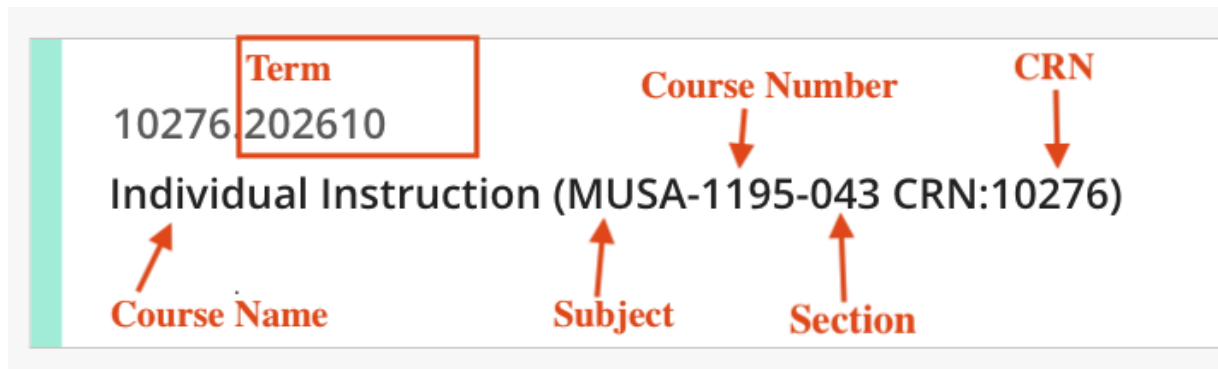 Term
CRN
Course Number
10276.202610
Individual Instruction (MUSA-1195-043 CRN:10276)
Course Name
Subject
Section